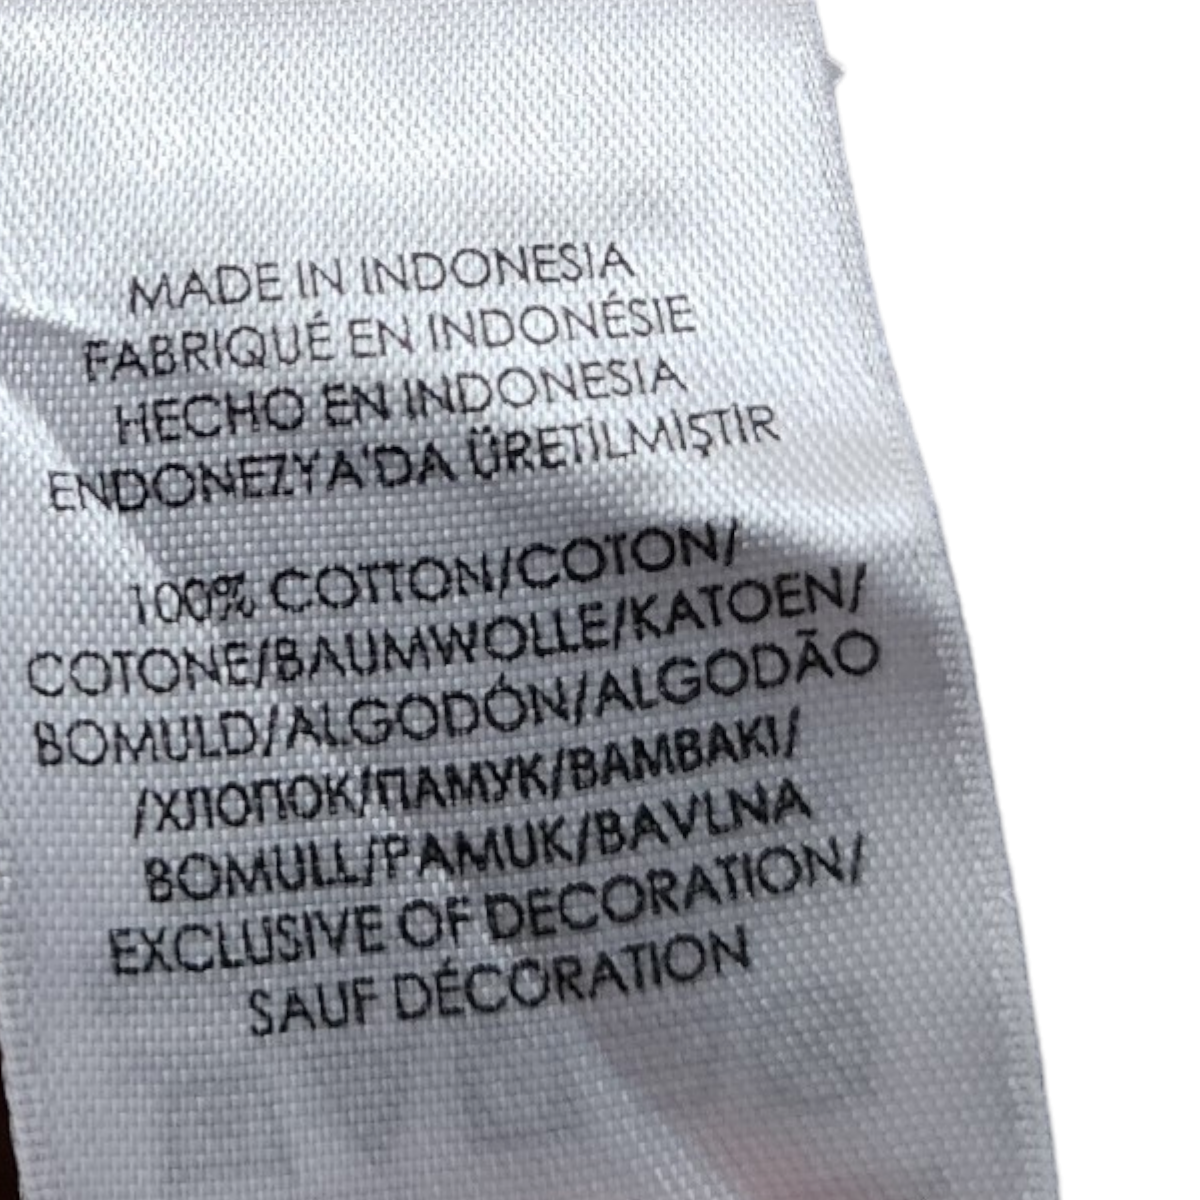 MADE IN INDONESIA
FABRIQUÉ EN INDONÉSIE
HECHO EN INDONESIA
ENDONEZYA'DA ÜRETİLMİŞTİR
100% COTTON/COTON/
COTONE/BAUMWOLLE/KATOEN/
BOMULD/ALGODÓN/ALGODÃO
/ХЛОПОК/ПАМУК/BAMBAKI/
BOMULL/PAMUK/BAVLNA
EXCLUSIVE OF DECORATION/
SAUF DÉCORATION